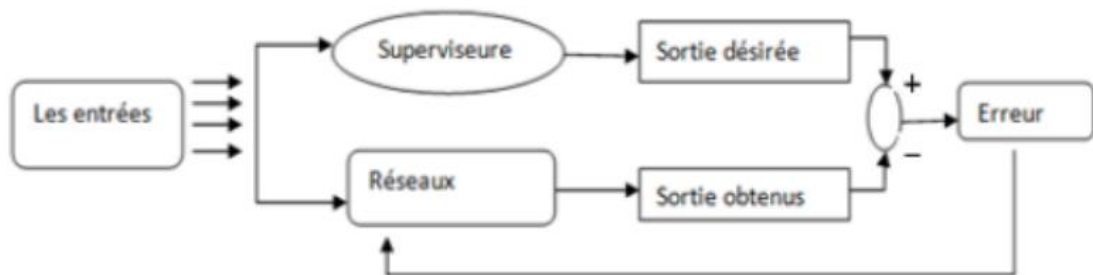 Superviseure
Sortie désirée
Les entrées
+
Erreur
−
Réseaux
Sortie obtenus